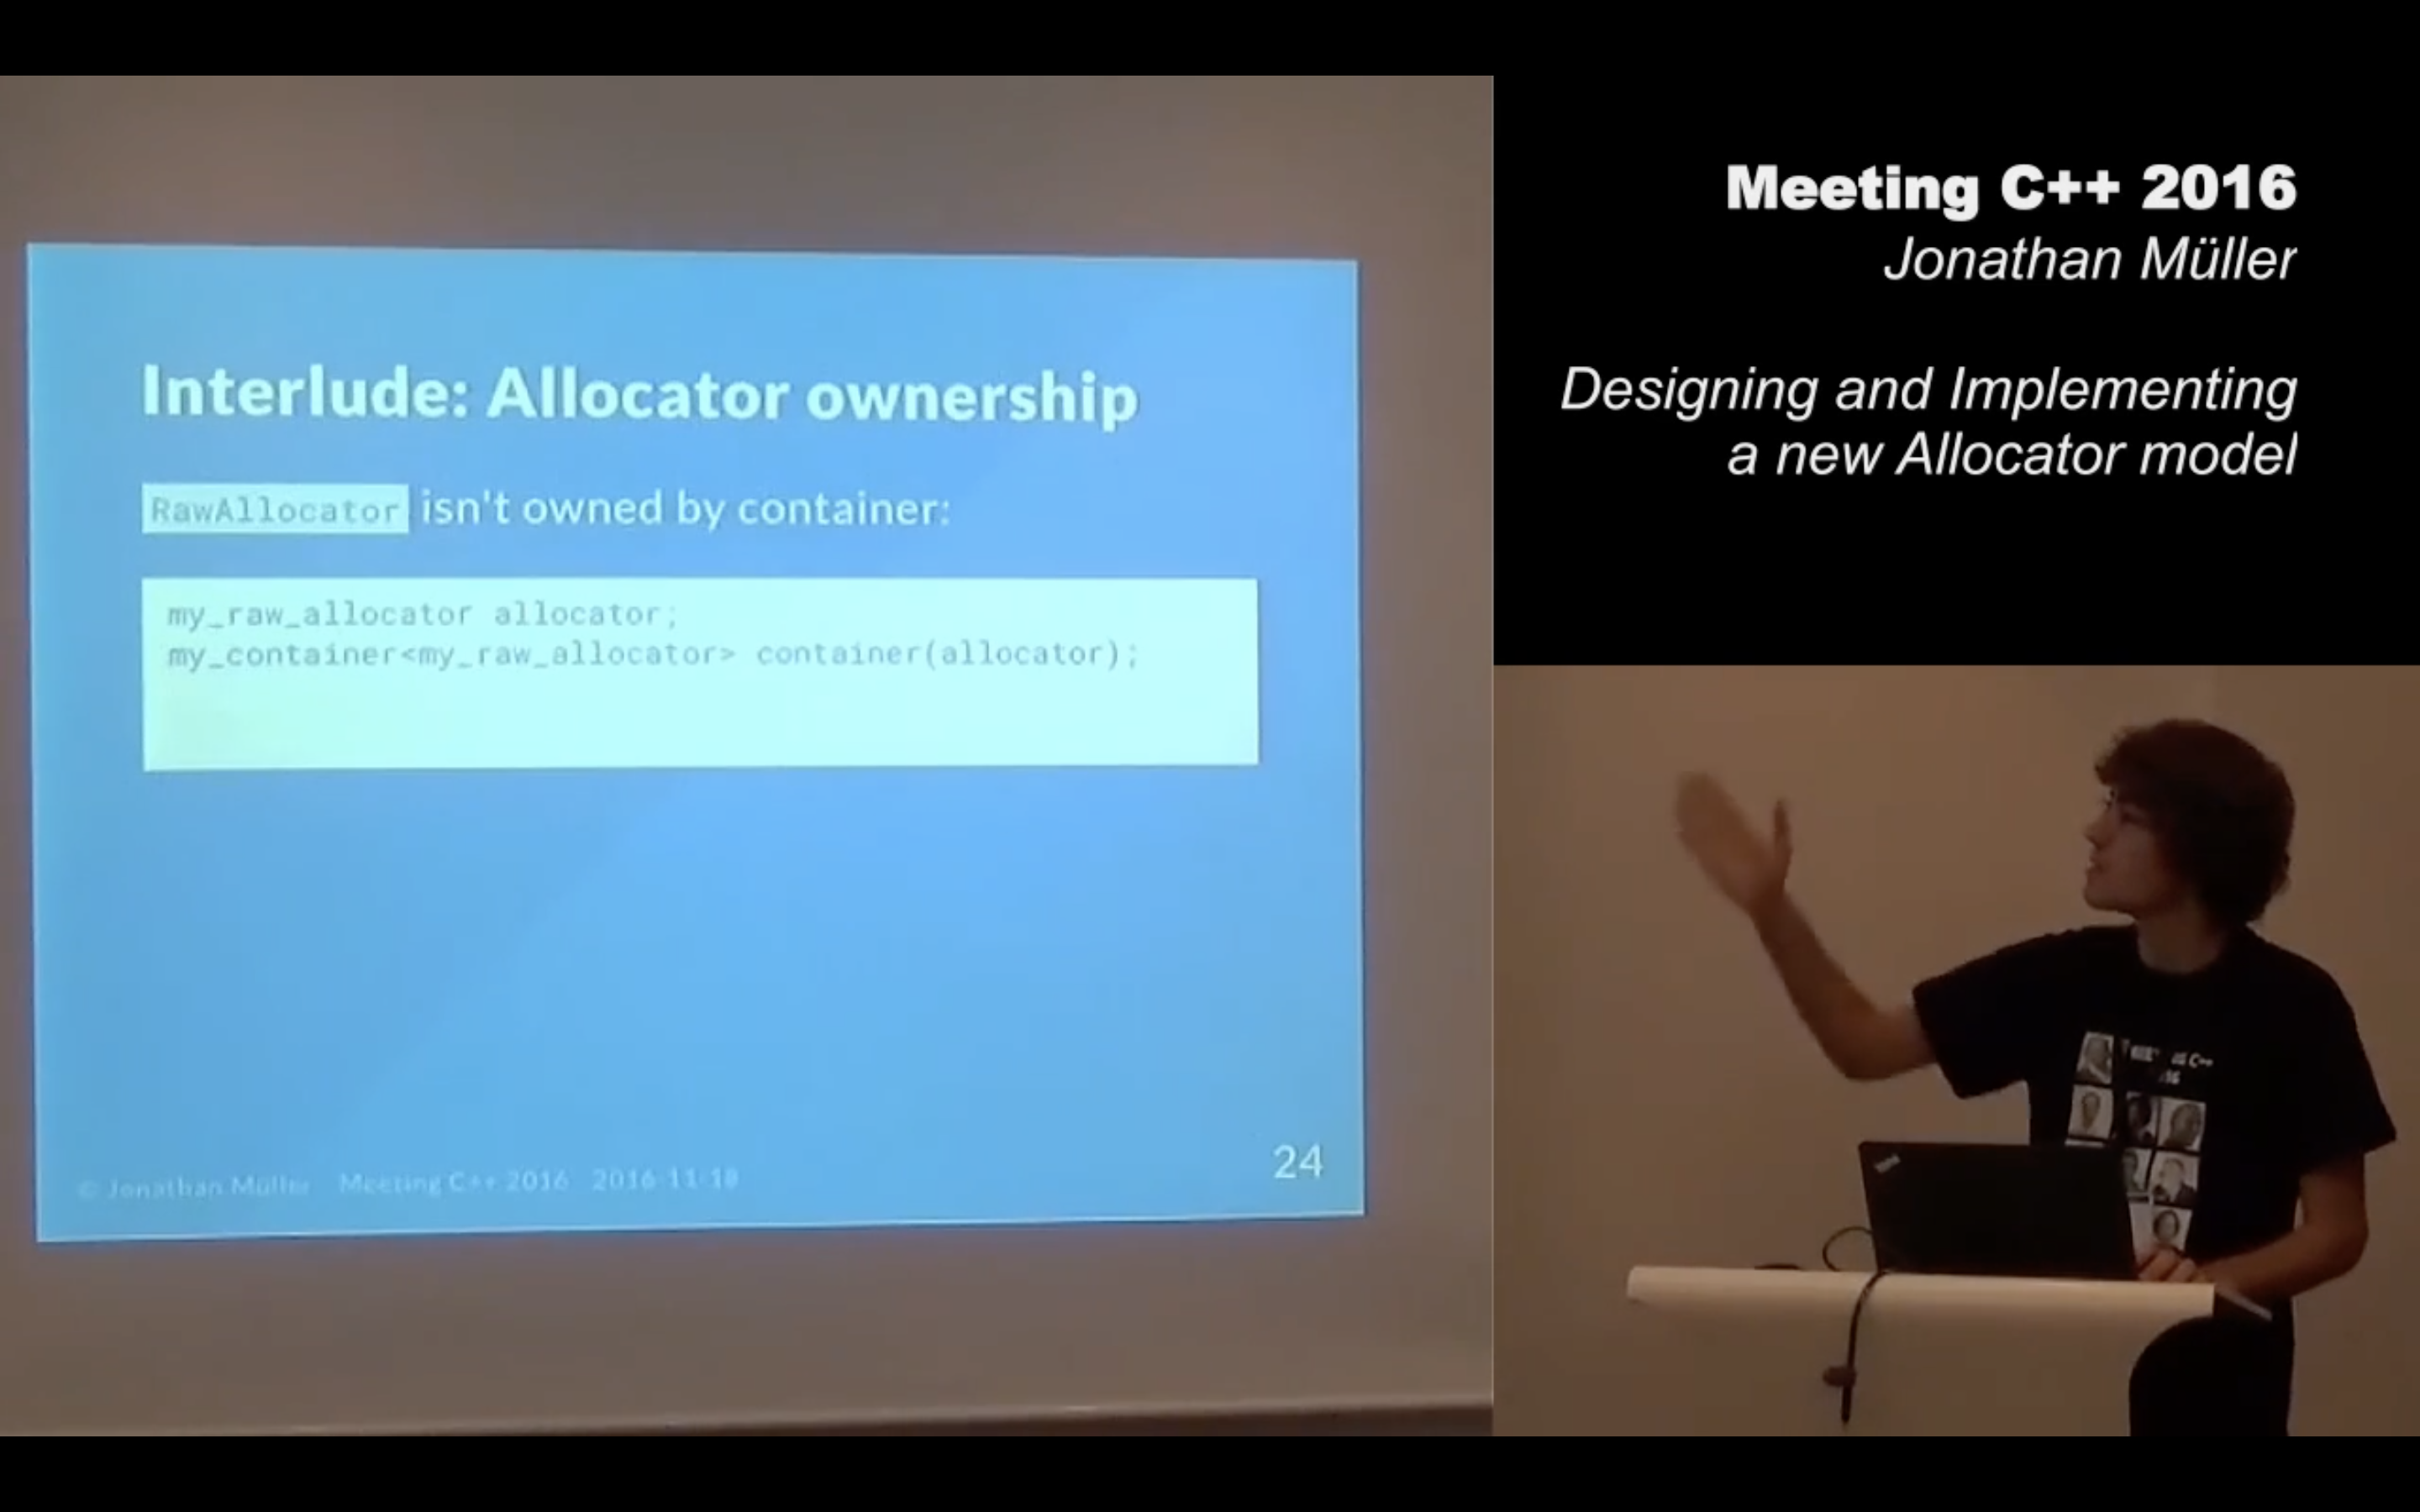 Interlude: Allocator ownership
RawAllocator isn't owned by container:
my_raw_allocator allocator;
my_container<my_raw_allocator> container(allocator);
© Jonathan Müller Meeting C++ 2016 2016-11-18
24
Meeting C++ 2016
Jonathan Müller
Designing and Implementing
a new Allocator model